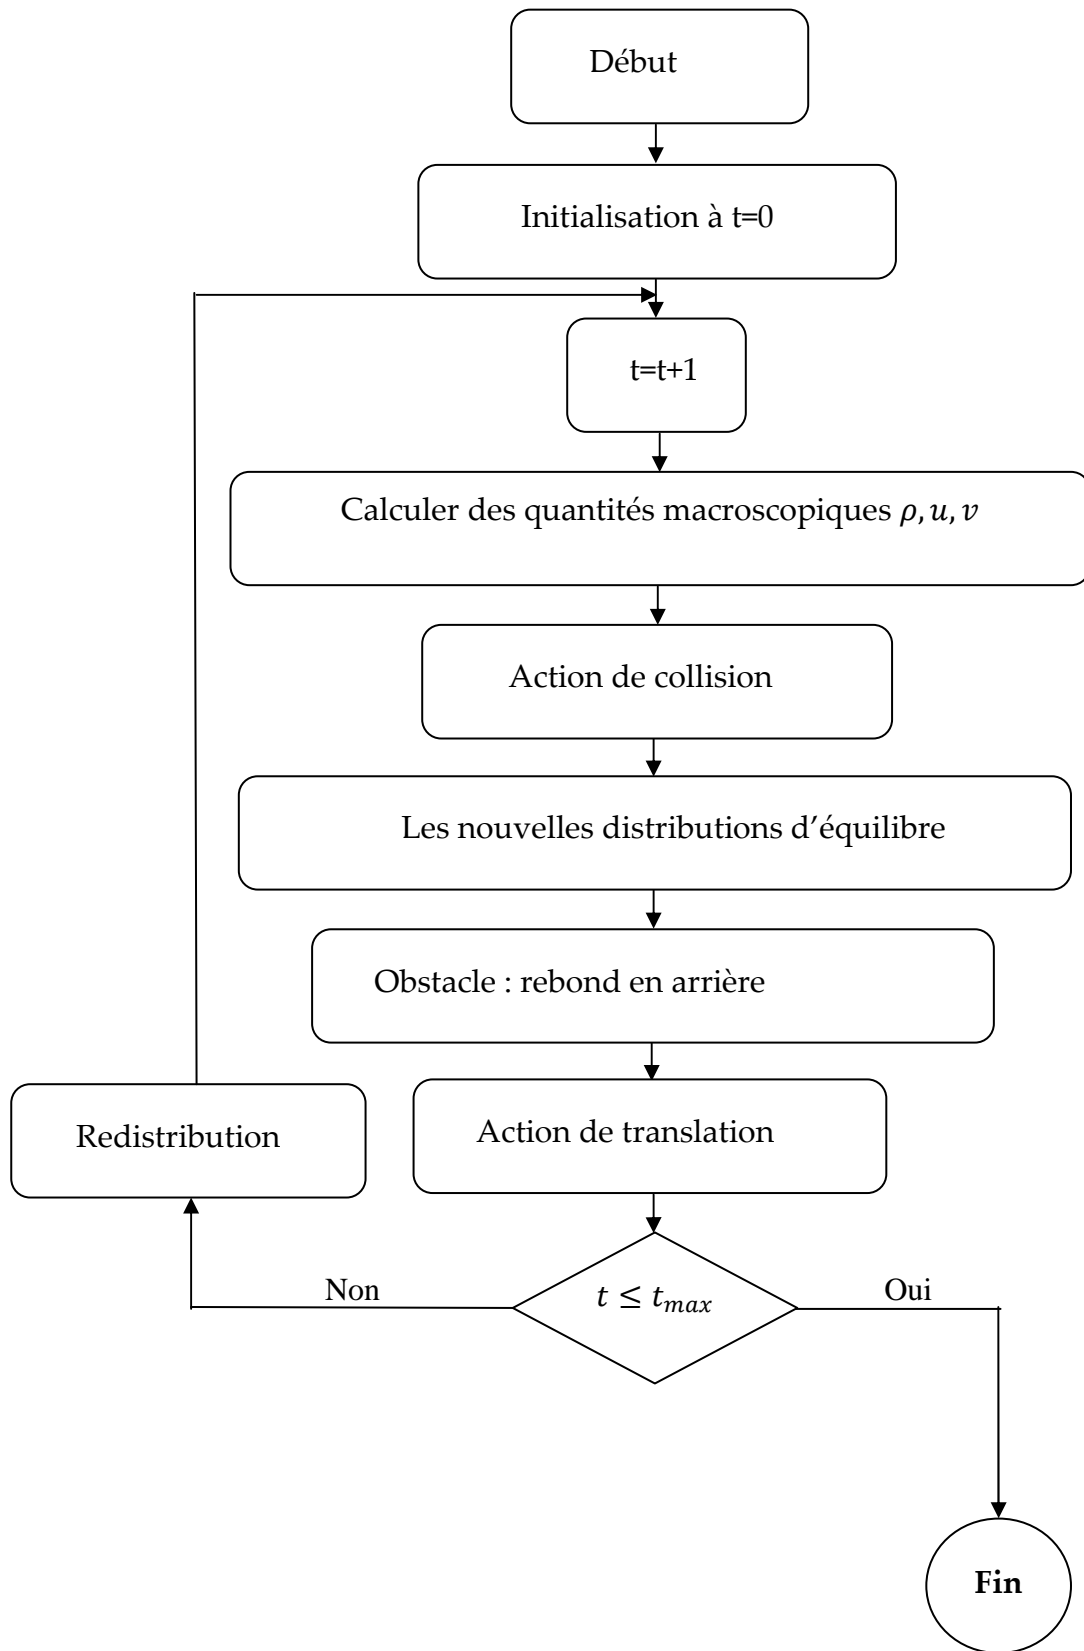 Début
Initialisation à t=0
t=t+1
Calculer des quantités macroscopiques ρ, u, v
Action de collision
Les nouvelles distributions d’équilibre
Obstacle : rebond en arrière
Redistribution
Action de translation
Non
t ≤ t_max
Oui
Fin